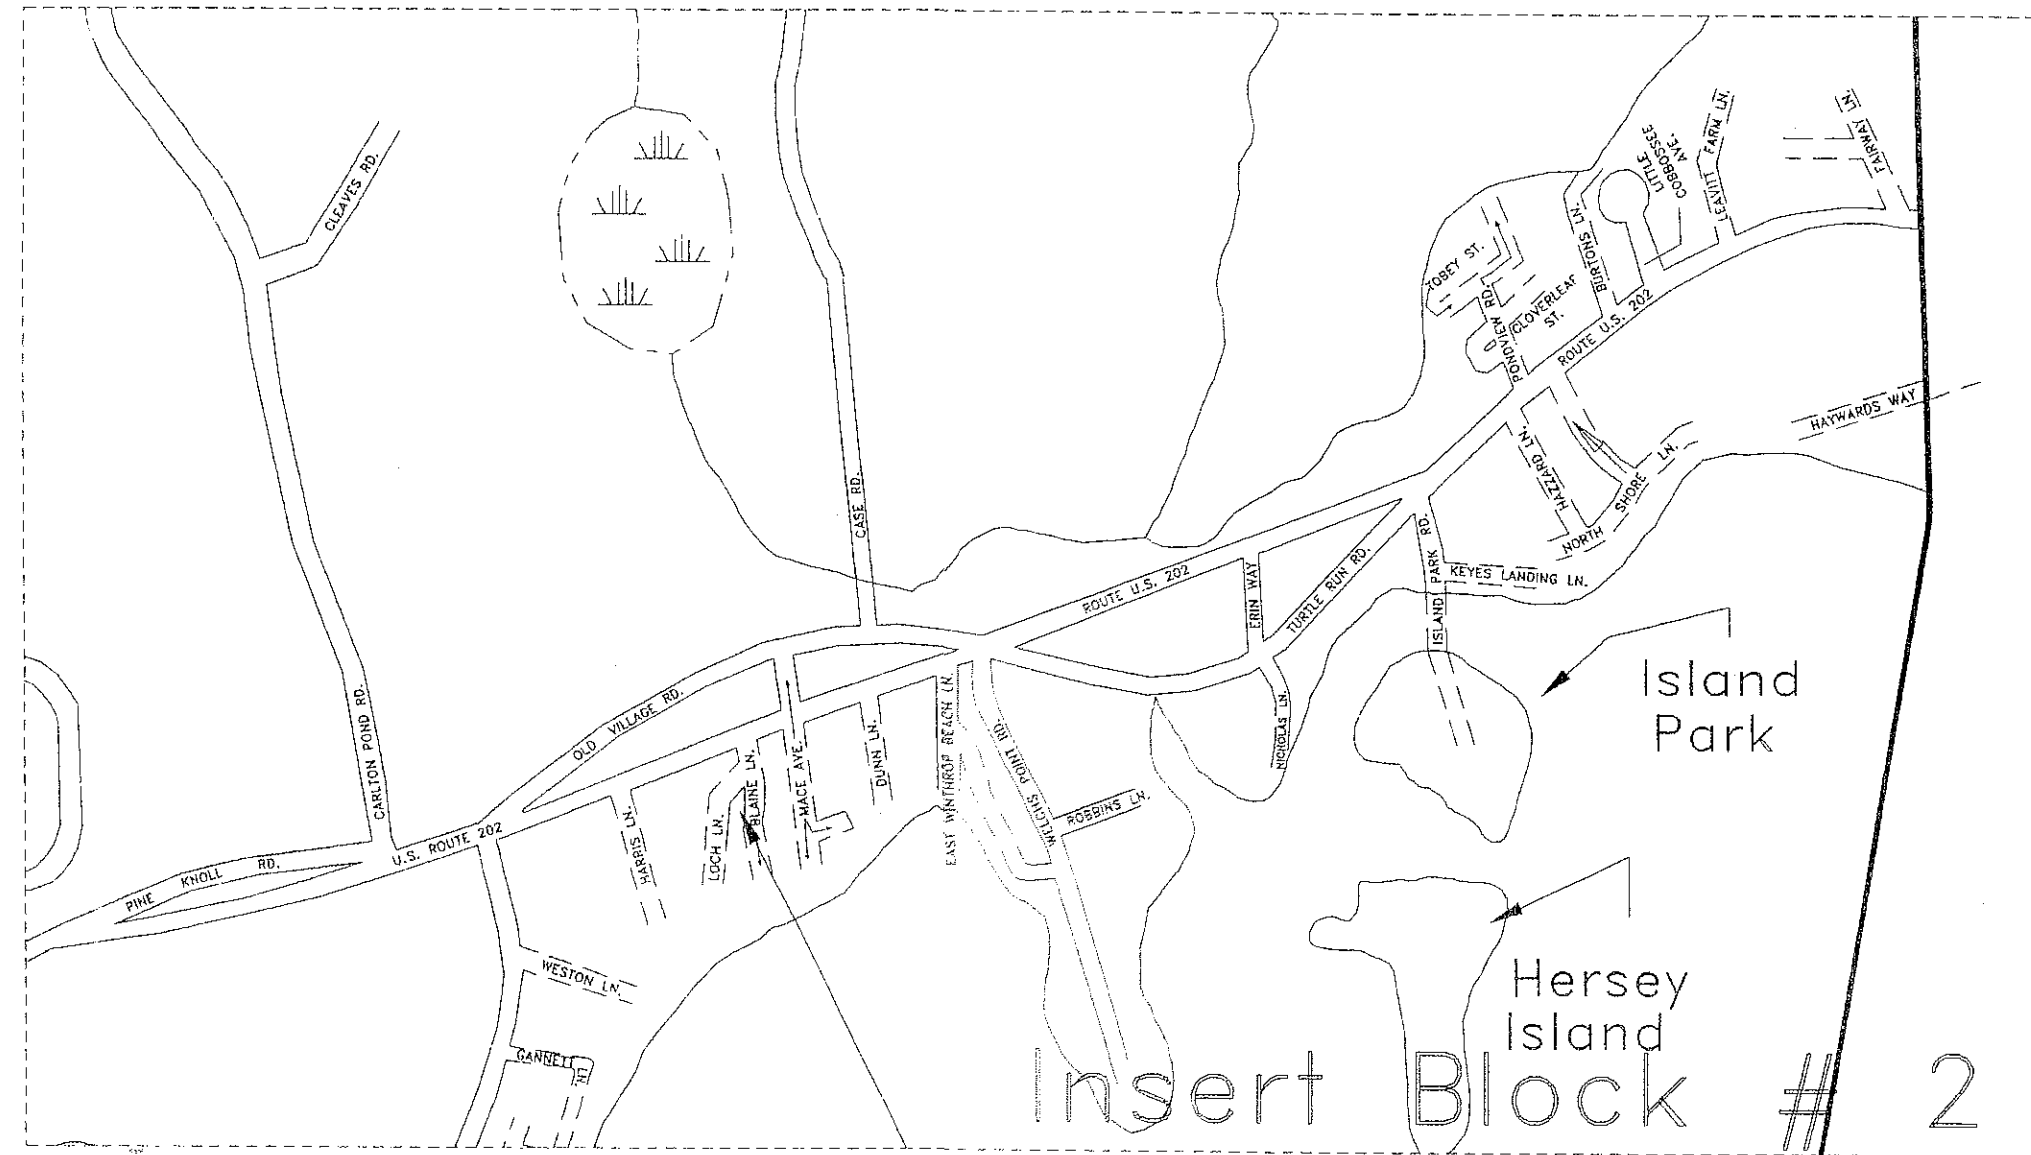 CLEAVES RD.
LITTLE
COBBOSSEE
AVE.
LEAVITT FARM LN.
FAIRWAY LN.
TOBEY ST.
BURTONS LN.
PONDVIEW RD.
CLOVERLEAF
ST.
ROUTE U.S. 202
HAYWARDS WAY
HAZZARD LN.
NORTH SHORE LN.
CASE RD.
ISLAND PARK RD.
KEYES LANDING LN.
ROUTE U.S. 202
ERIN WAY
TURTLE RUN RD.
Island
Park
CARLTON POND RD.
OLD VILLAGE RD.
NICHOLAS LN.
DUNN LN.
EAST WINTHROP BEACH LN.
WELCHS POINT RD.
ROBBINS LN.
MACE AVE.
BLAINE LN.
LOCH LN.
HARRIS LN.
U.S. ROUTE 202
PINE KNOLL RD.
WESTON LN.
GANNETT LN.
Hersey
Island
Insert Block # 2